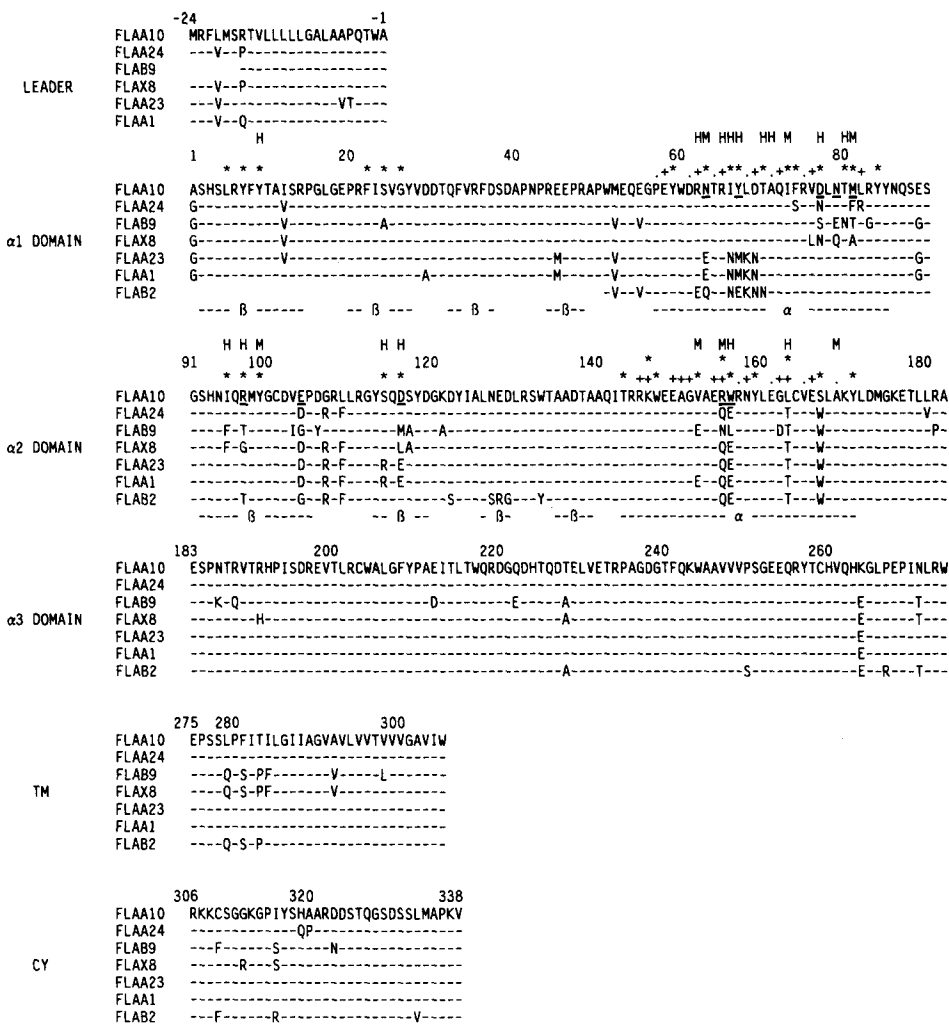 -24 -1
FLAA10 MRFLMSRTVLLLLLGALAAPQTWA
FLAA24 ---V--P----------------
FLAB9 ------------------
LEADER FLAX8 ---V--P----------------
FLAA23 ---V--------------VT----
FLAA1 ---V--Q----------------
H HM HHH HH M H HM
1 20 40 60 80
FLAA10 ASHSLRYFYTAISRPGLGEPRFISVGYVDDTQFVRFDSDAPNPREEPRAPWMEQEGPEYWDRNTRIYLDTAQIFRVDLNTMLRYYNQSES
FLAA24 G----------I------------------------------------------------------------S--N---FR--------
FLAB9 G----------I-----------A---------------------------V--V-------------------S-ENT-G-----G-
α1 DOMAIN FLAX8 G----------I---------------------------------------------------------------LN-Q-A--------
FLAA23 G----------I--------------------------------M------V----------E--NMKN------------------G-
FLAA1 G---------------------------A---------------M------V----------E--NMKN------------------G-
FLAB2 -V--V------EQ--NEKNN-------------------
----- β ------ --- β -- --- β -- --β-- -------------- α --------------
H H M H H M MH H M
91 100 120 140 160 180
FLAA10 GSHNIQRMYGCDVEPDGRLLRGYSQDSYDGKDYIALNEDLRSWTAADTAAQITRRKWEEAGVAERWRNYLEGLCVESLAKYLDMGKETLLRA
FLAA24 -------------D--R-F--------------------------------------------QE------T---W------------V--
FLAB9 ----F-T-----IG-Y---------MA---A--------------------------------E--NL-----DT---W-------------P
α2 DOMAIN FLAX8 ----F-G------D--R-F------LA------------------------------------QE------T---W---------------
FLAA23 -------------D--R-F----R-E-------------------------------------QE------T---W---------------
FLAA1 -------------D--R-F----R-E----------------------------------E--QE------T---W---------------
FLAB2 ------T------G--R-F------------S----SRG---Y--------------------QE------T---W---------------
----- β ------ --- β -- -- β -- --β-- ------------- α -------------
183 200 220 240 260
FLAA10 ESPNTRVTRHPISDREVTLRCWALGFYPAEITLTWQRDGQDHTQDTELVETRPAGDGTFQKWAAVVVPSGEEQRYTCHVQHKGLPEPINLRW
FLAA24 --------------------------------------------------------------------------------------------
FLAB9 ---K-Q-----------------------D---------E-----A-----------------------------------E------T---
α3 DOMAIN FLAX8 --------H------------------------------------A-----------------------------------E------T---
FLAA23 ---------------------------------------------------------------------------------E----------
FLAA1 ---------------------------------------------------------------------------------E----------
FLAB2 ---------------------------------------------A---------------------S-------------E--R---T---
275 280 300
FLAA10 EPSSLPFITILGIIAGVAVLVVTVVVGAVIW
FLAA24 -------------------------------
FLAB9 ----Q-S-PF-------V-----L-------
TM FLAX8 ----Q-S-PF-------V-------------
FLAA23 -------------------------------
FLAA1 -------------------------------
FLAB2 ----Q-S-P----------------------
306 320 338
FLAA10 RKKCSGGKGPIYSHAARDDSTQGSDSSLMAPKV
FLAA24 -------------QP------------------
FLAB9 ---F------S------N---------------
CY FLAX8 ------R---S----------------------
FLAA23 ---------------------------------
FLAA1 ---------------------------------
FLAB2 ---F------R----------------V-----